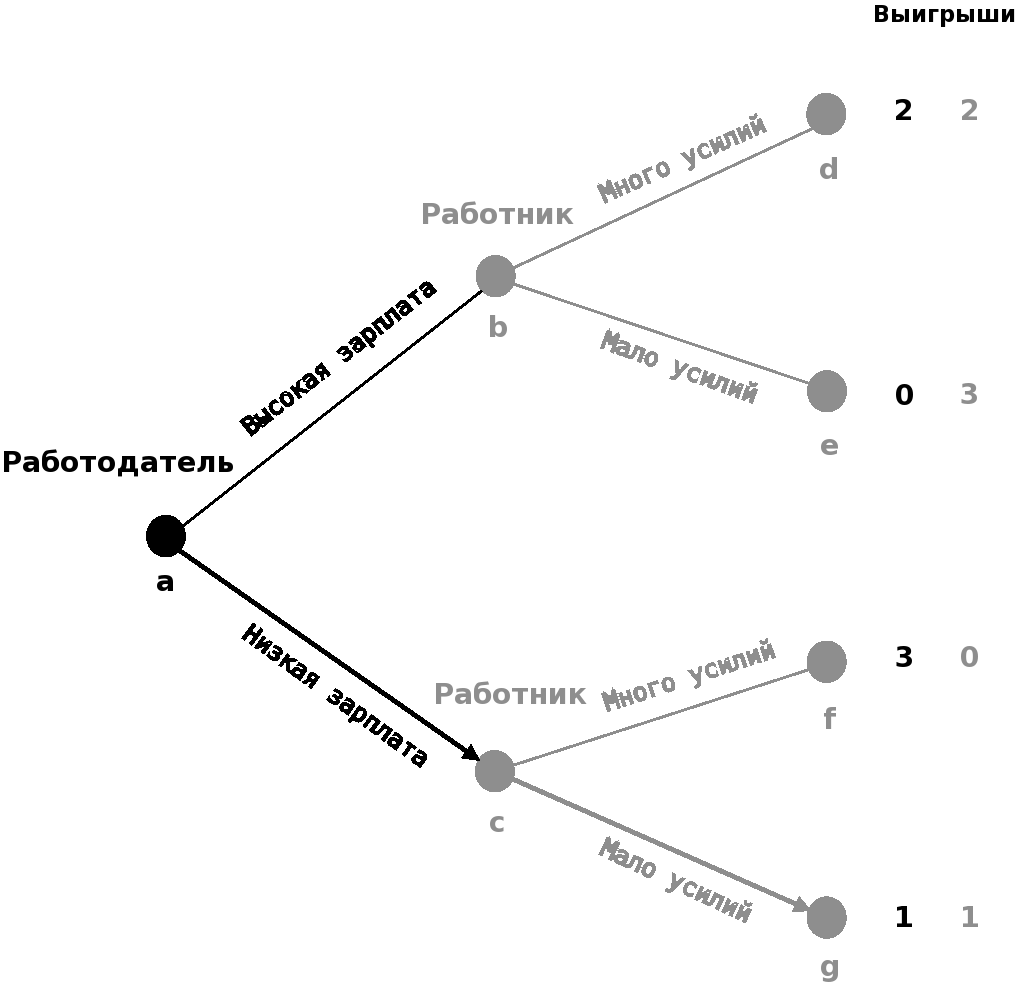 Выигрыши
Много усилий
2 2
d
Работник
b
Высокая зарплата
Мало усилий
0 3
e
Работодатель
a
Низкая зарплата
Работник
Много усилий
3 0
f
c
Мало усилий
1 1
g